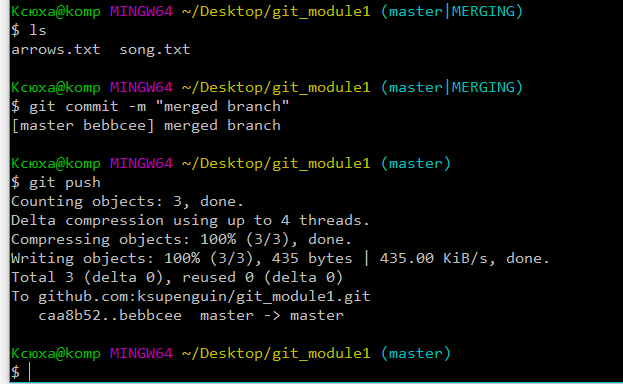 Ксюха@komp MINGW64 ~/Desktop/git_module1 (master|MERGING)
$ ls
arrows.txt  song.txt
Ксюха@komp MINGW64 ~/Desktop/git_module1 (master|MERGING)
$ git commit -m "merged branch"
[master bebbcee] merged branch
Ксюха@komp MINGW64 ~/Desktop/git_module1 (master)
$ git push
Counting objects: 3, done.
Delta compression using up to 4 threads.
Compressing objects: 100% (3/3), done.
Writing objects: 100% (3/3), 435 bytes | 435.00 KiB/s, done.
Total 3 (delta 0), reused 0 (delta 0)
To github.com:ksupenguin/git_module1.git
   caa8b52..bebbcee  master -> master
Ксюха@komp MINGW64 ~/Desktop/git_module1 (master)
$